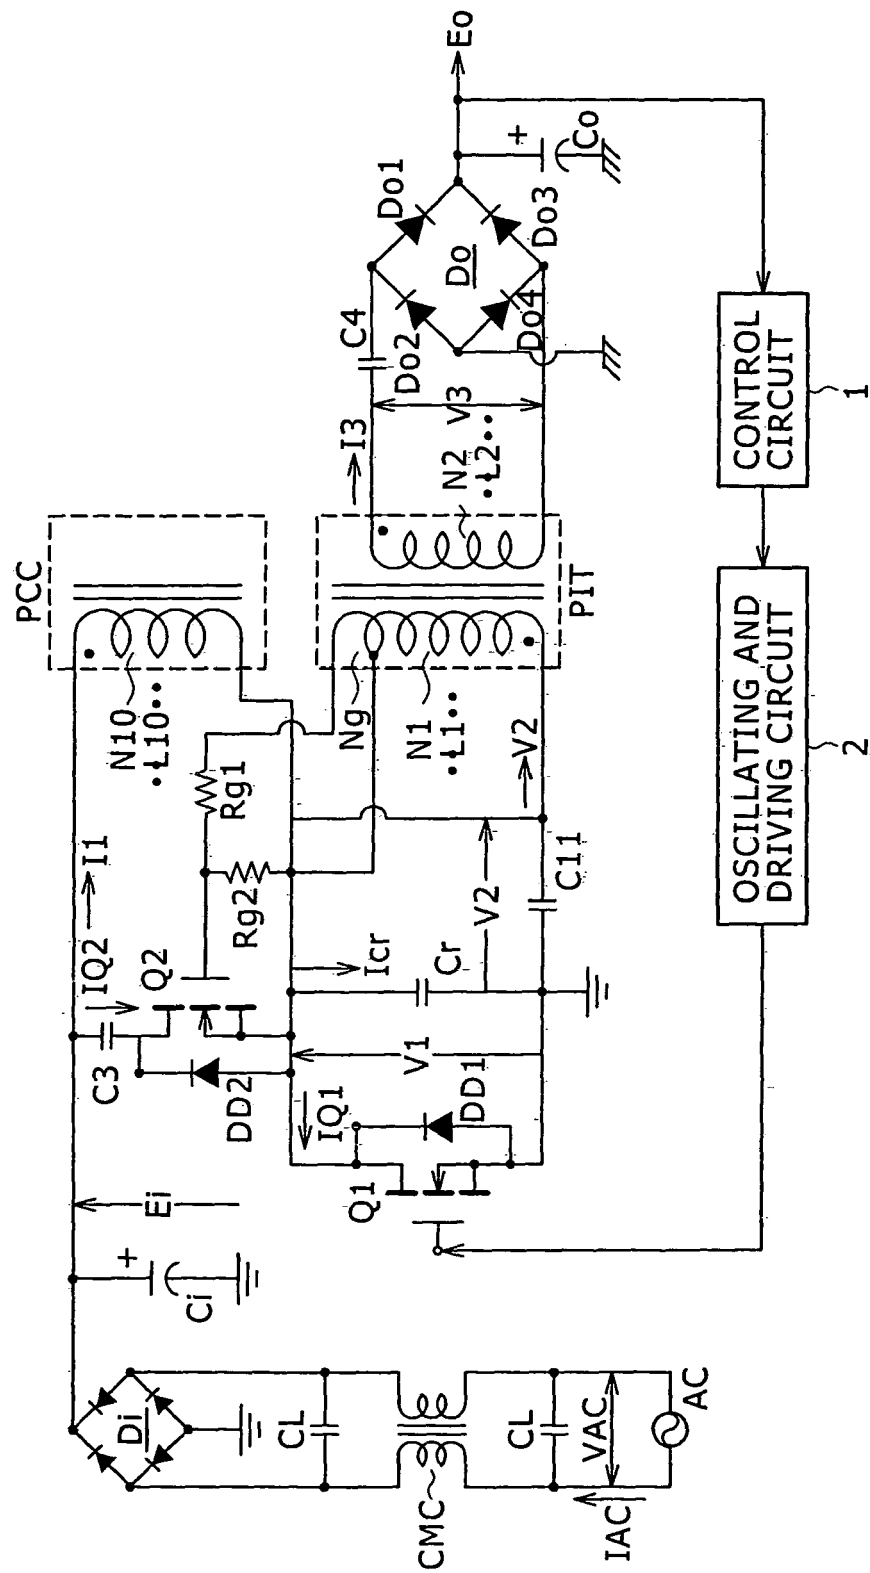 PCC
N10
L10
I1
IQ2
C3
Q2
DD2
Rg1
Rg2
Ng
N1
L1
PIT
N2
L2
I3
V3
C4
Do1
Do2
Do
Do3
Do4
+
Co
Eo
V2
V2
C11
Icr
Cr
V1
IQ1
DD1
Q1
Ei
+
Ci
Di
CL
CMC
CL
VAC
IAC
AC
CONTROL
CIRCUIT
1
OSCILLATING AND
DRIVING CIRCUIT
2